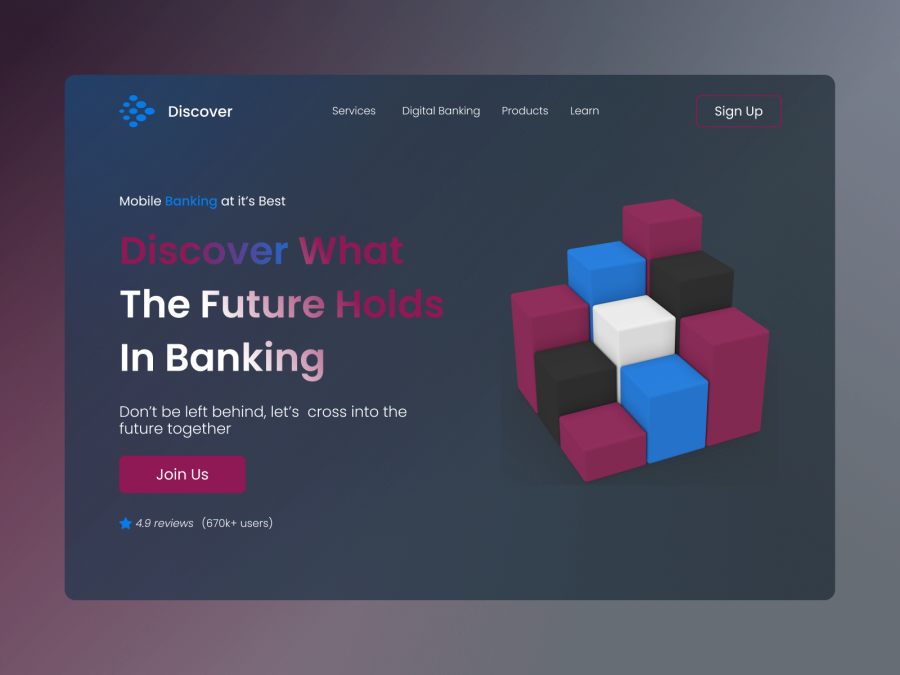 Discover
Services
Digital Banking
Products
Learn
Sign Up
Mobile Banking at it's Best
Discover What
The Future Holds
In Banking
Don't be left behind, let's  cross into the
future together
Join Us
4.9 reviews (670k+ users)